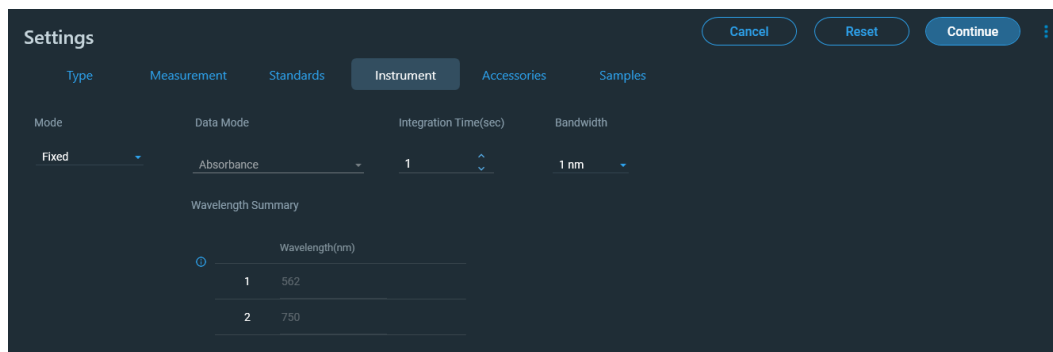 Settings
Cancel Reset Continue
Type Measurement Standards Instrument Accessories Samples
Mode Data Mode Integration Time(sec) Bandwidth
Fixed Absorbance 1 1 nm
Wavelength Summary
Wavelength(nm)
1 562
2 750